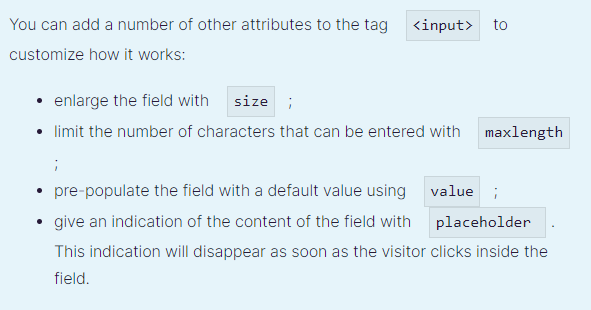 You can add a number of other attributes to the tag <input> to
customize how it works:
• enlarge the field with size ;
• limit the number of characters that can be entered with maxlength
;
• pre-populate the field with a default value using value ;
• give an indication of the content of the field with placeholder .
This indication will disappear as soon as the visitor clicks inside the
field.